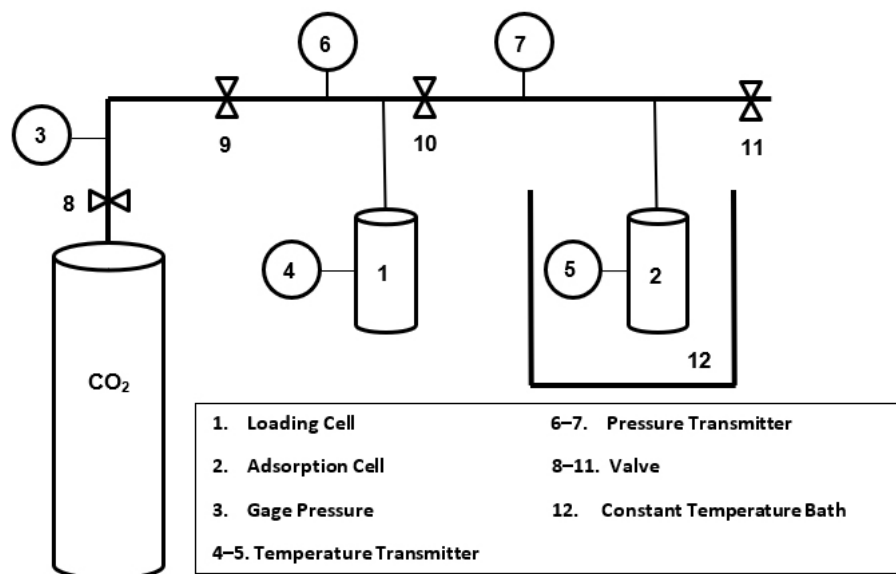 6
7
3
9
10
11
8
4
1
5
2
12
CO₂
1. Loading Cell
6–7. Pressure Transmitter
2. Adsorption Cell
8–11. Valve
3. Gage Pressure
12. Constant Temperature Bath
4–5. Temperature Transmitter